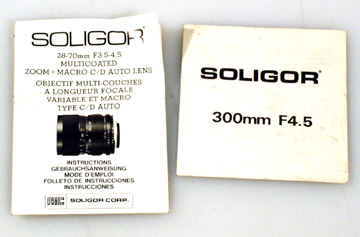 SOLIGOR
28-70mm F3.5-4.5
MULTICOATED
ZOOM + MACRO C/D AUTO LENS
OBJECTIF MULTI-COUCHES
A LONGUEUR FOCALE
VARIABLE ET MACRO
TYPE C/D AUTO
INSTRUCTIONS
GEBRAUCHSANWEISUNG
MODE D'EMPLOI
FOLLETO DE INSTRUCCIONES
INSTRUCCIONES
SOLIGOR CORP.
SOLIGOR
300mm F4.5